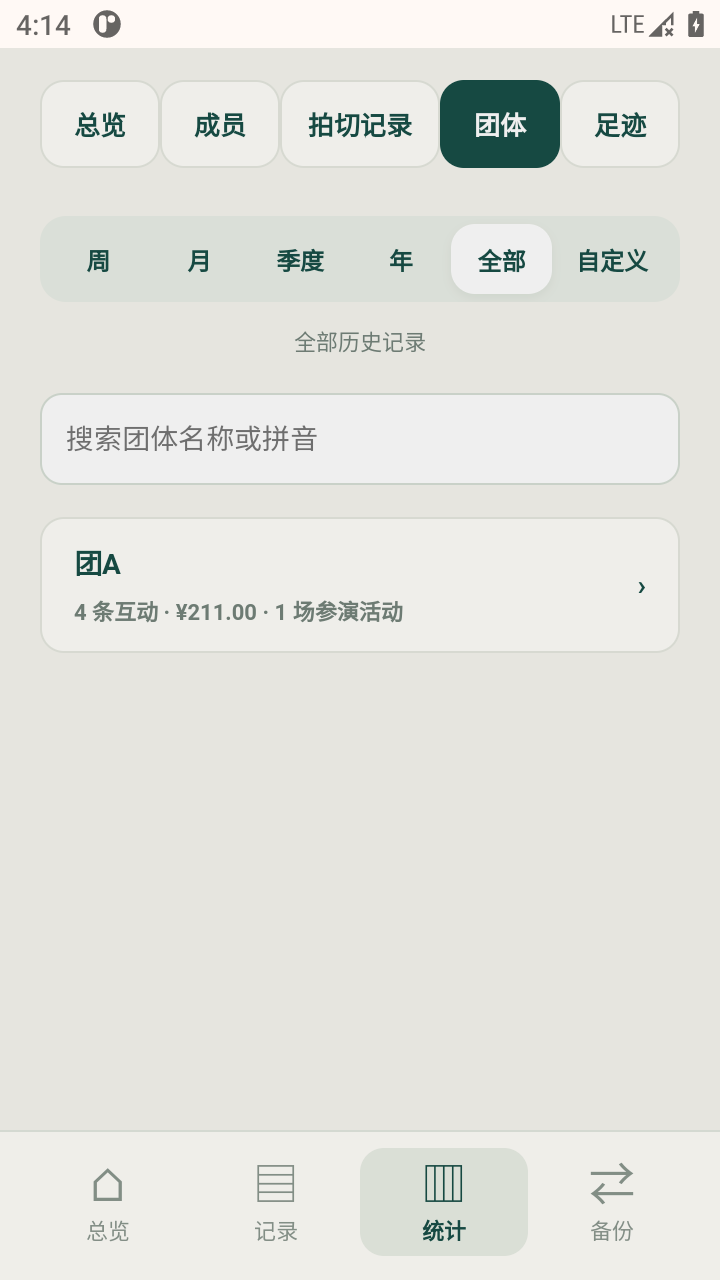 4:14 LTE
总览 成员 拍切记录 团体 足迹
周 月 季度 年 全部 自定义
全部历史记录
搜索团体名称或拼音
团A
4 条互动 · ¥211.00 · 1 场参演活动
›
总览 记录 统计 备份